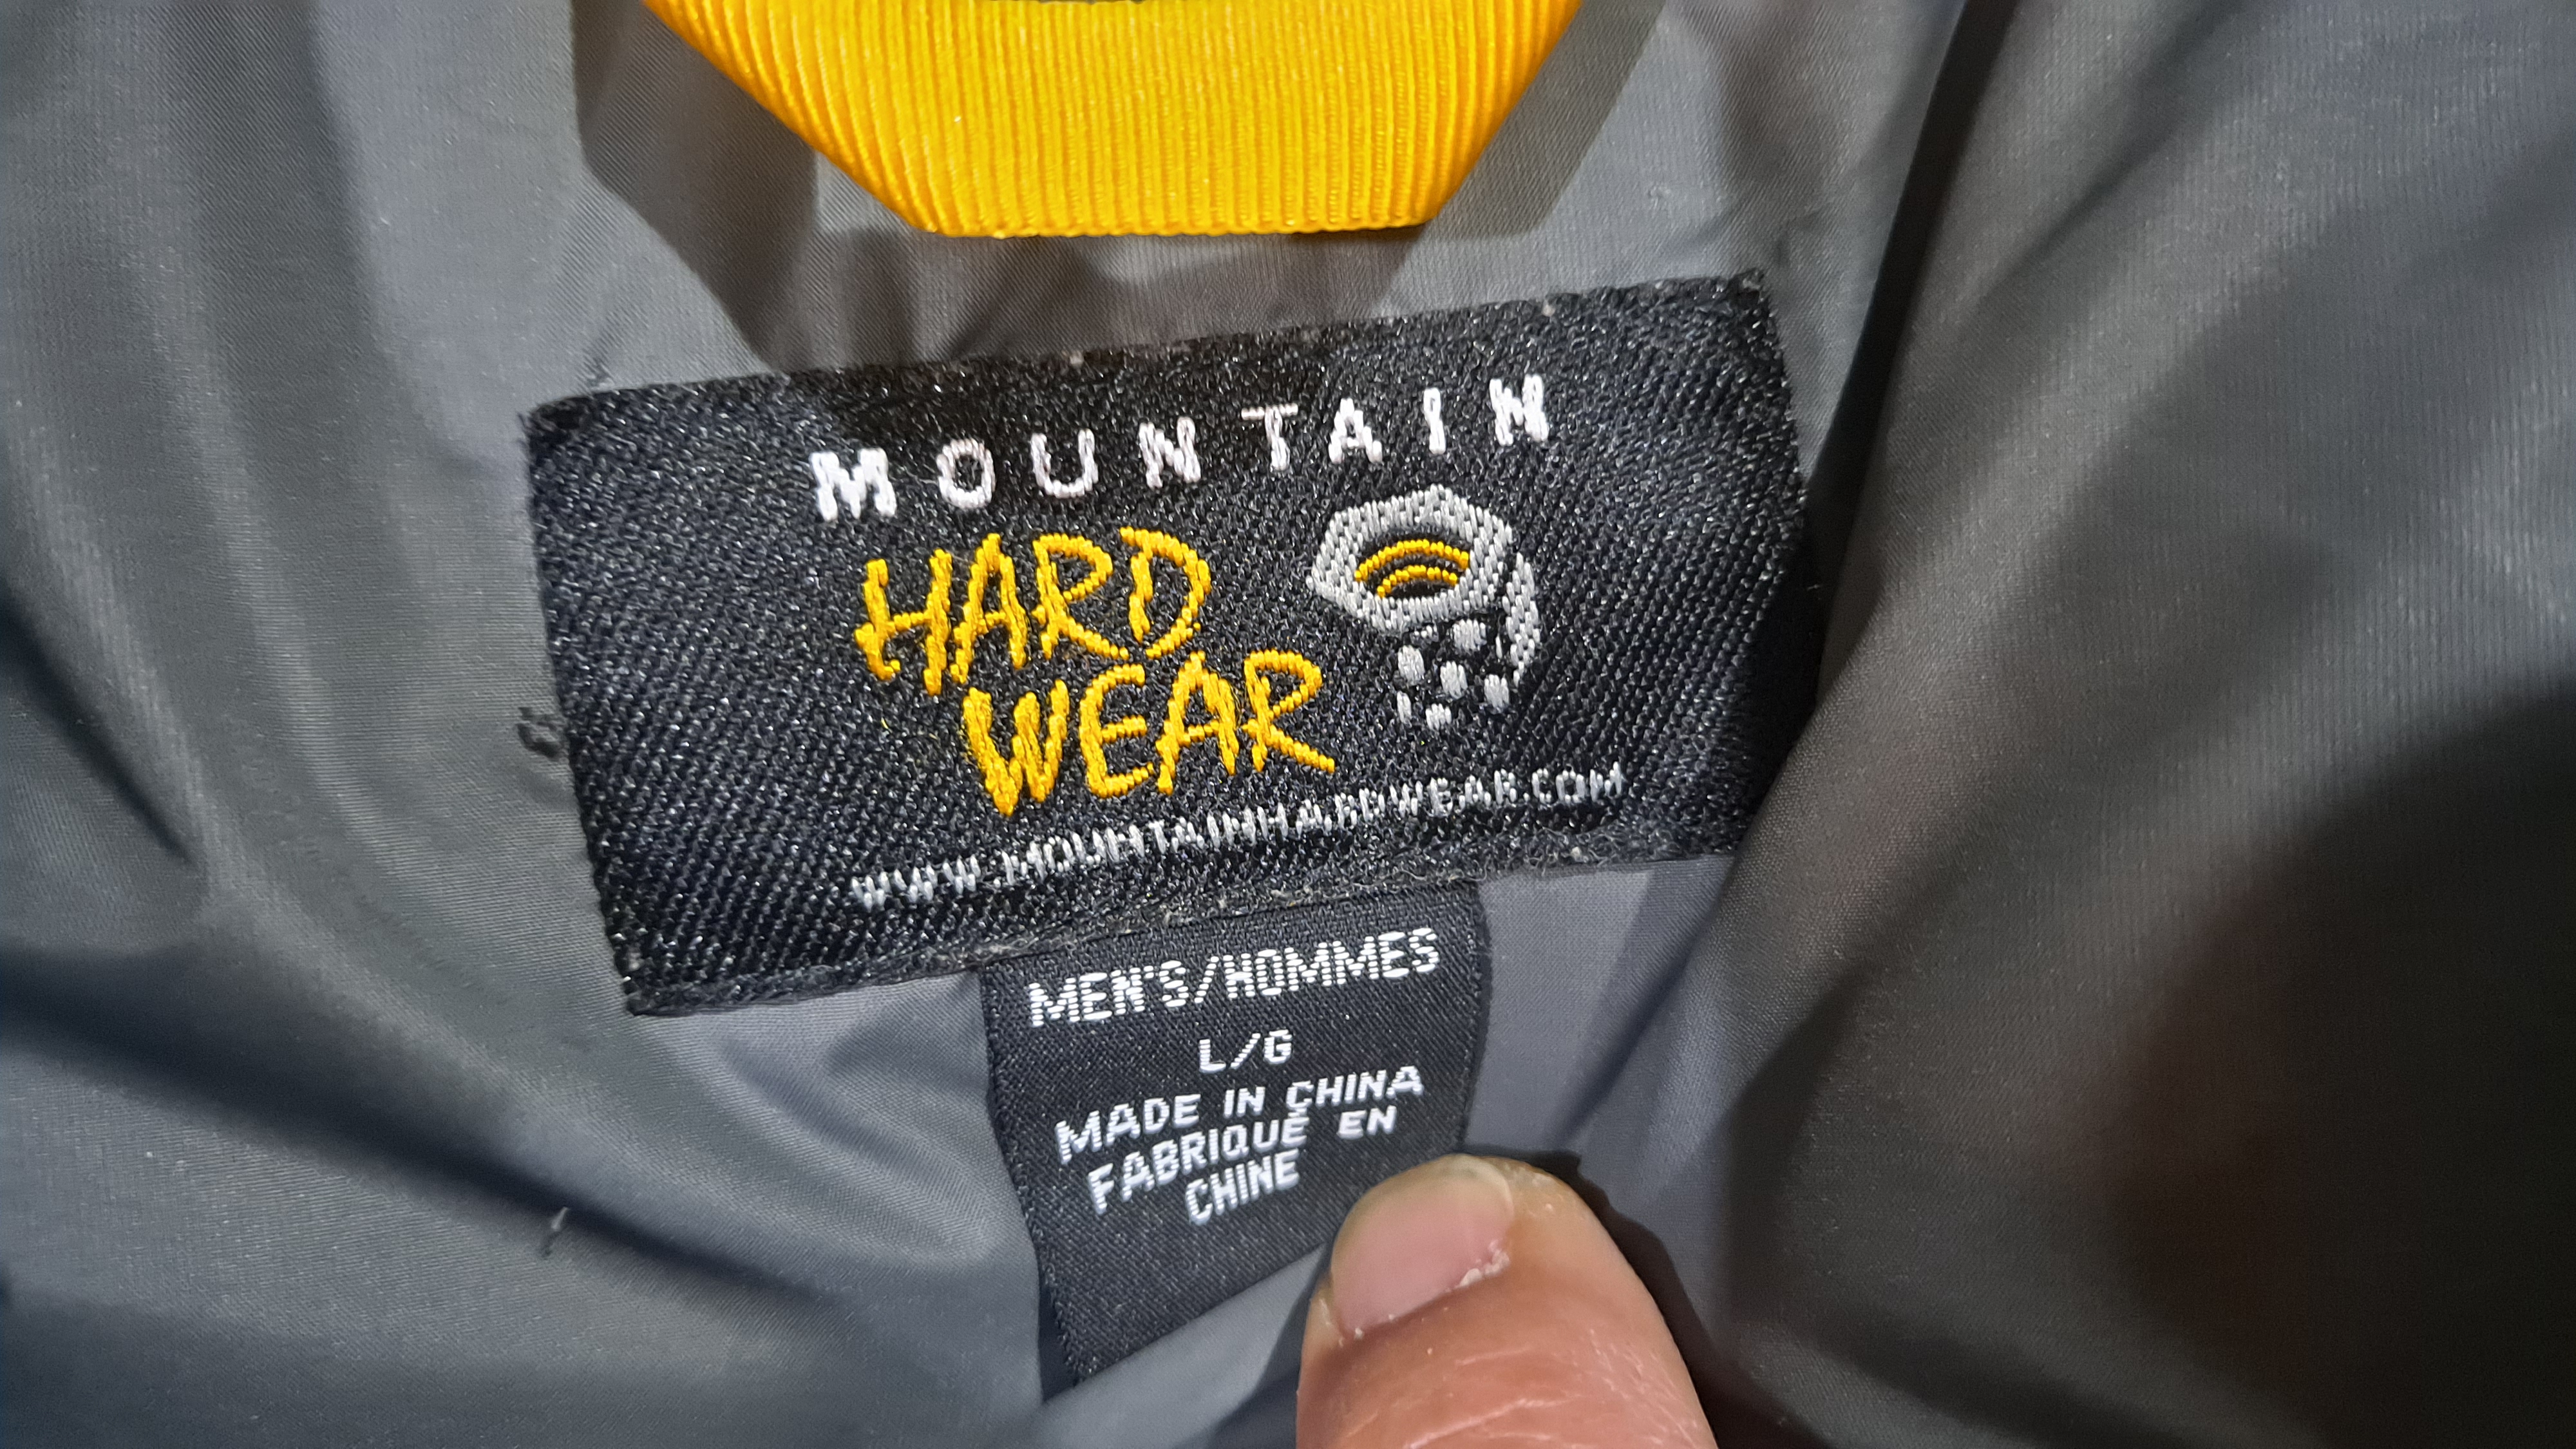 MOUNTAIN
HARD
WEAR
WWW.MOUNTAINHARDWEAR.COM
MEN'S/HOMMES
L/G
MADE IN CHINA
FABRIQUÉ EN
CHINE